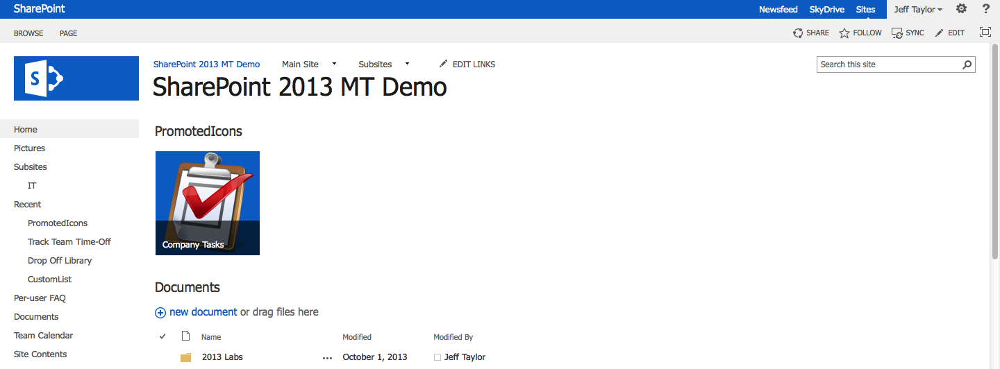 SharePoint Newsfeed SkyDrive Sites Jeff Taylor ?
BROWSE PAGE SHARE FOLLOW SYNC EDIT
S
SharePoint 2013 MT Demo Main Site Subsites EDIT LINKS Search this site
SharePoint 2013 MT Demo
Home
Pictures
Subsites
IT
Recent
PromotedIcons
Track Team Time-Off
Drop Off Library
CustomList
Per-user FAQ
Documents
Team Calendar
Site Contents
PromotedIcons
Company Tasks
Documents
new document or drag files here
Name Modified Modified By
2013 Labs ... October 1, 2013 Jeff Taylor